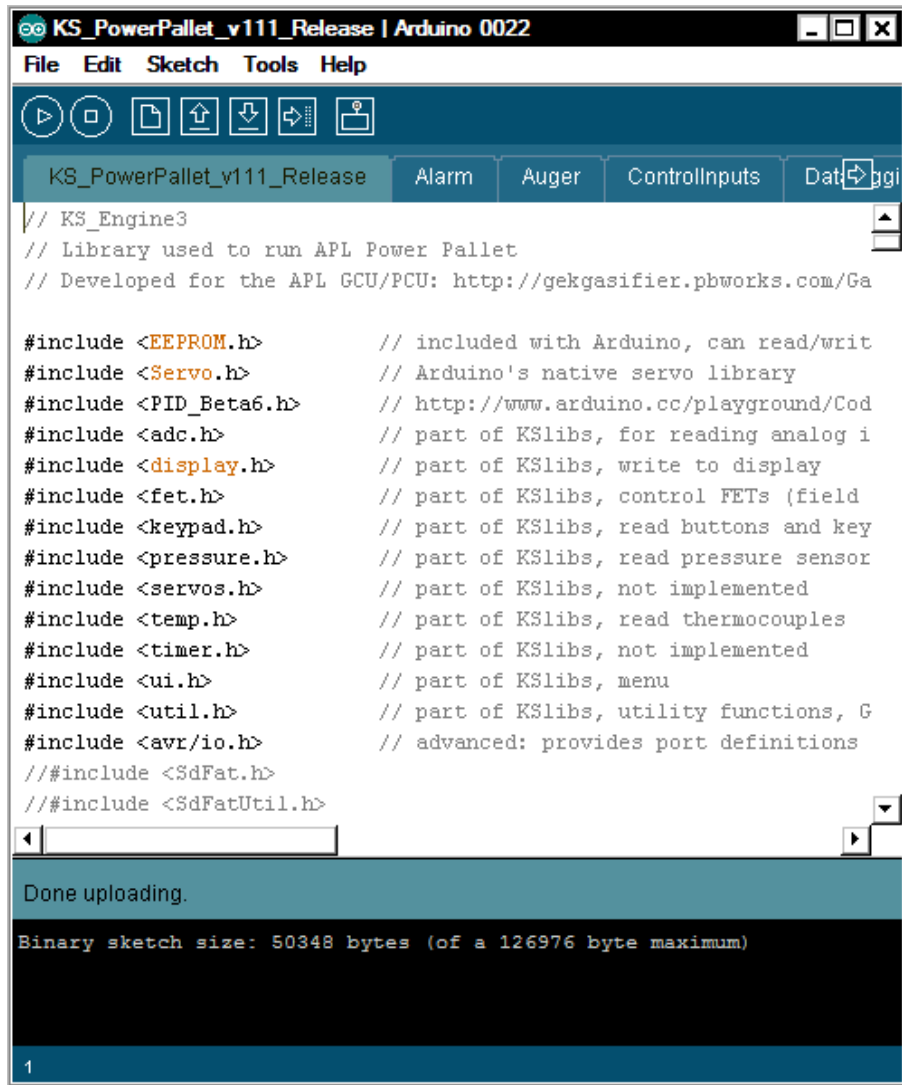 KS_PowerPallet_v111_Release | Arduino 0022
File Edit Sketch Tools Help
KS_PowerPallet_v111_Release Alarm Auger ControlInputs Dat ggi
// KS_Engine3
// Library used to run APL Power Pallet
// Developed for the APL GCU/PCU: http://gekgasifier.pbworks.com/Ga
#include <EEPROM.h> // included with Arduino, can read/writ
#include <Servo.h> // Arduino's native servo library
#include <PID_Beta6.h> // http://www.arduino.cc/playground/Cod
#include <adc.h> // part of KSlibs, for reading analog i
#include <display.h> // part of KSlibs, write to display
#include <fet.h> // part of KSlibs, control FETs (field
#include <keypad.h> // part of KSlibs, read buttons and key
#include <pressure.h> // part of KSlibs, read pressure sensor
#include <servos.h> // part of KSlibs, not implemented
#include <temp.h> // part of KSlibs, read thermocouples
#include <timer.h> // part of KSlibs, not implemented
#include <ui.h> // part of KSlibs, menu
#include <util.h> // part of KSlibs, utility functions, G
#include <avr/io.h> // advanced: provides port definitions
//#include <SdFat.h>
//#include <SdFatUtil.h>
Done uploading.
Binary sketch size: 50348 bytes (of a 126976 byte maximum)
1